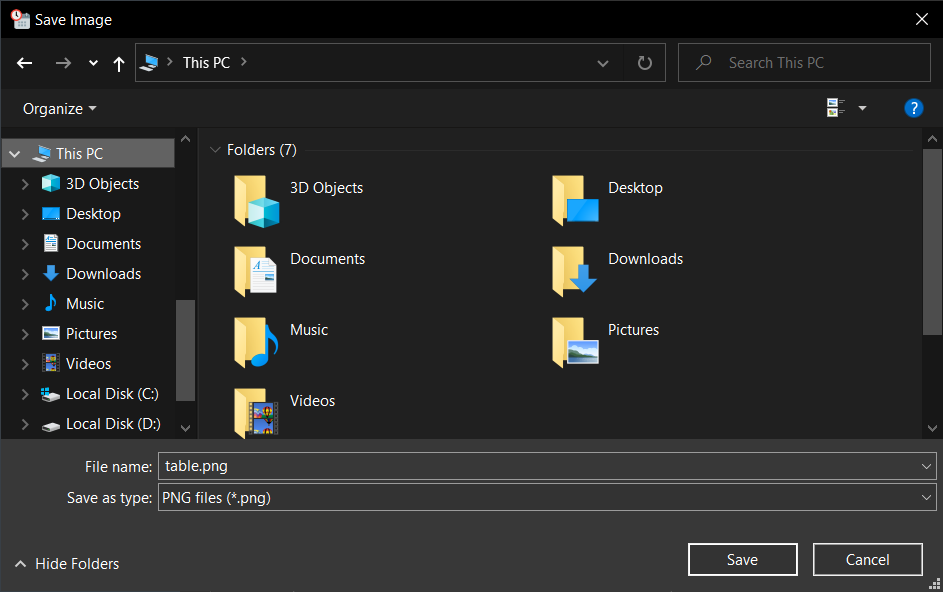 Save Image
This PC
Search This PC
Organize
?
This PC
3D Objects
Desktop
Documents
Downloads
Music
Pictures
Videos
Local Disk (C:)
Local Disk (D:)
Folders (7)
3D Objects
Desktop
Documents
Downloads
Music
Pictures
Videos
File name: table.png
Save as type: PNG files (*.png)
Hide Folders
Save
Cancel